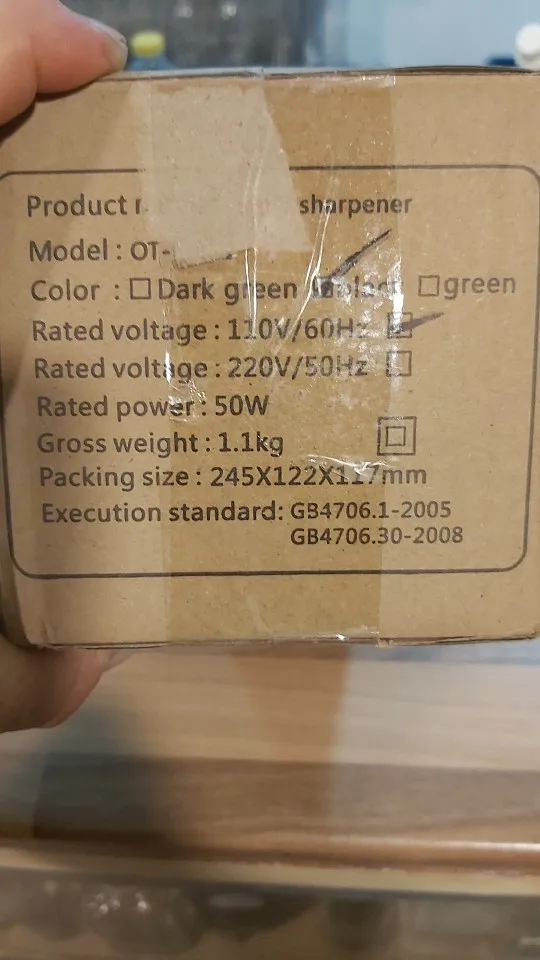 Product sharpener
Model : OT-
Color : Dark green black green
Rated voltage : 110V/60Hz
Rated voltage : 220V/50Hz
Rated power : 50W
Gross weight : 1.1kg
Packing size : 245X122X117mm
Execution standard: GB4706.1-2005
GB4706.30-2008